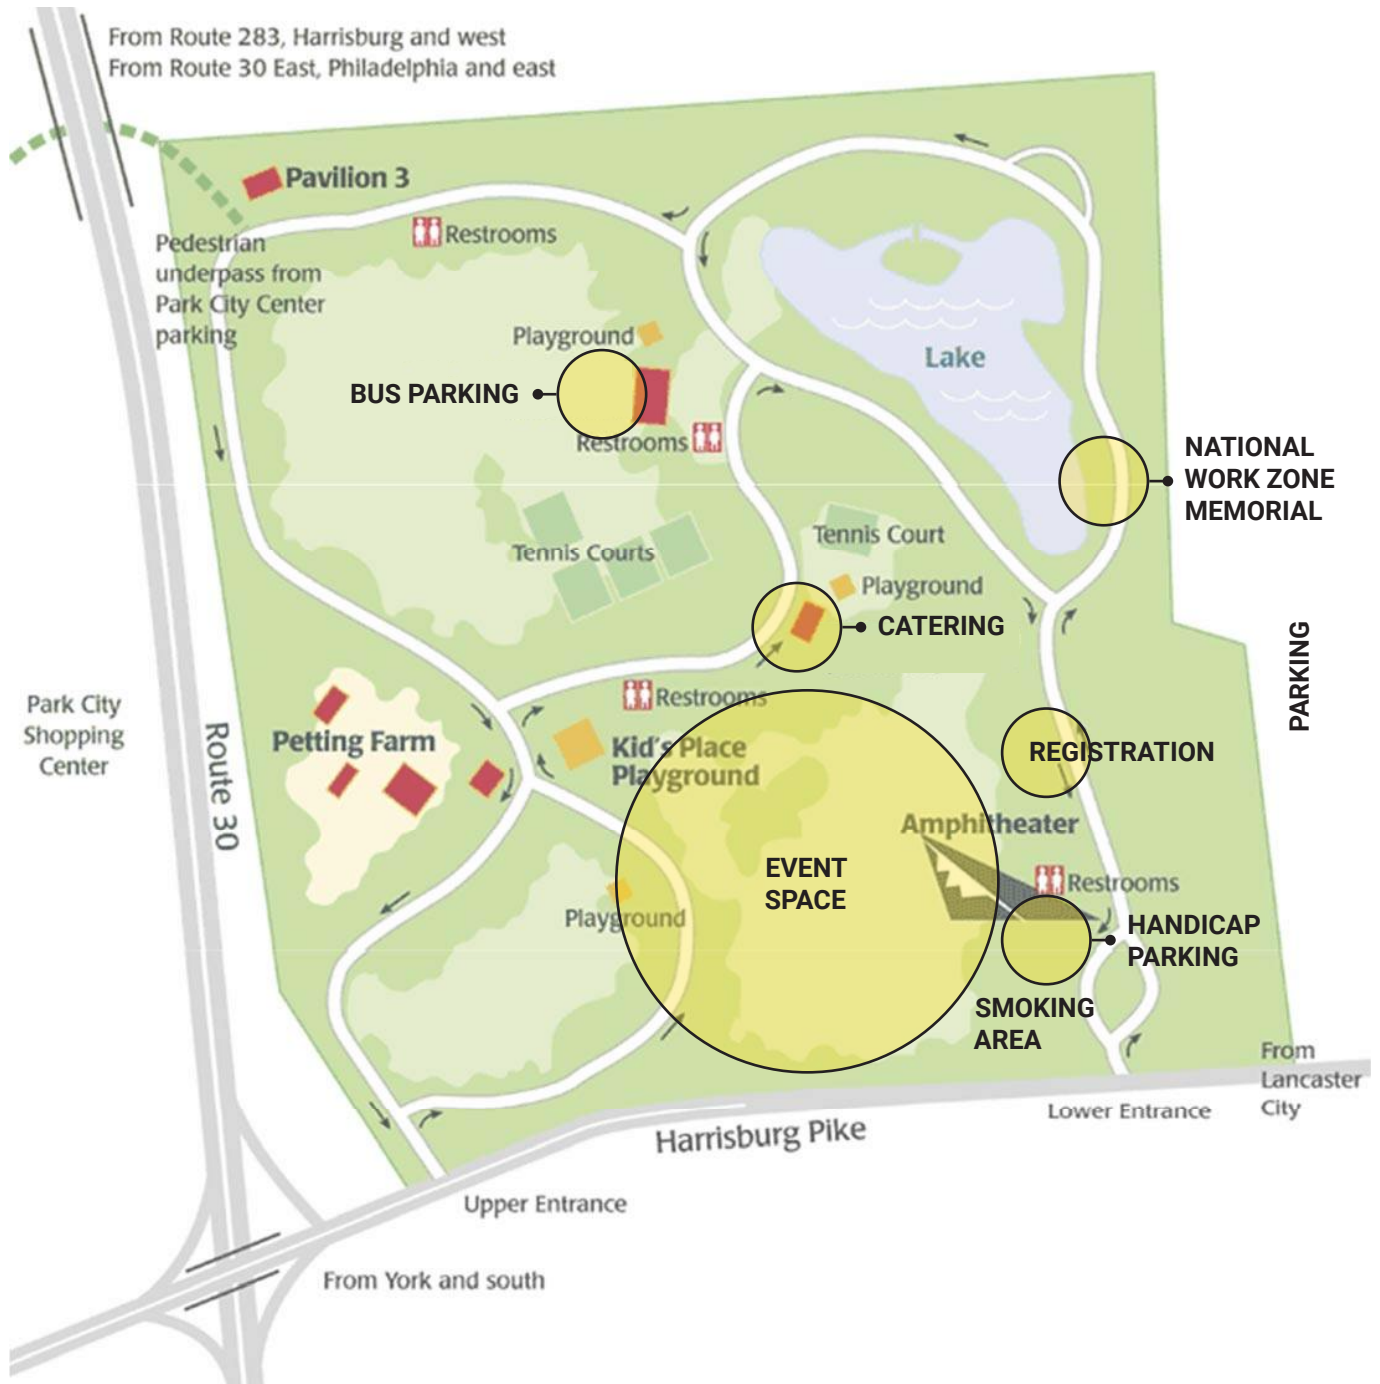 From Route 283, Harrisburg and west
From Route 30 East, Philadelphia and east
Pavilion 3
Restrooms
Pedestrian
underpass from
Park City Center
parking
Playground
BUS PARKING
Restrooms
Lake
NATIONAL
WORK ZONE
MEMORIAL
Tennis Courts
Tennis Court
Playground
CATERING
PARKING
Park City
Shopping
Center
Route 30
Petting Farm
Restrooms
Kid's Place
Playground
REGISTRATION
Amphitheater
EVENT
SPACE
Restrooms
Playground
HANDICAP
PARKING
SMOKING
AREA
From
Lancaster
City
Lower Entrance
Harrisburg Pike
Upper Entrance
From York and south